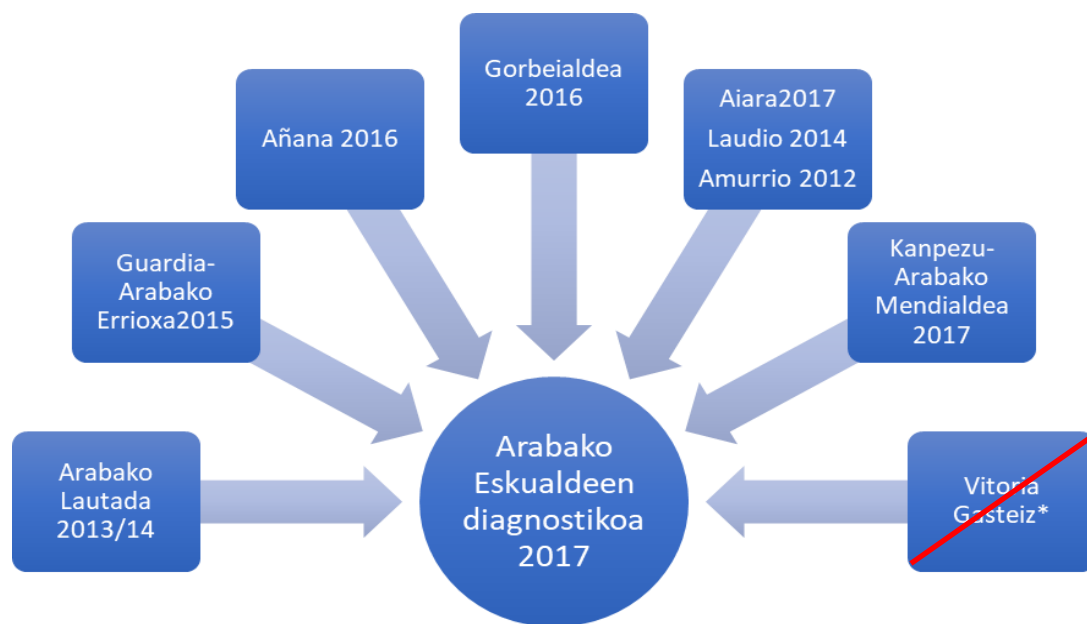 Gorbeialdea
2016
Añana 2016
Aiara2017
Laudio 2014
Amurrio 2012
Guardia-
Arabako
Errioxa2015
Kanpezu-
Arabako
Mendialdea
2017
Arabako
Lautada
2013/14
Arabako
Eskualdeen
diagnostikoa
2017
Vitoria
Gasteiz*